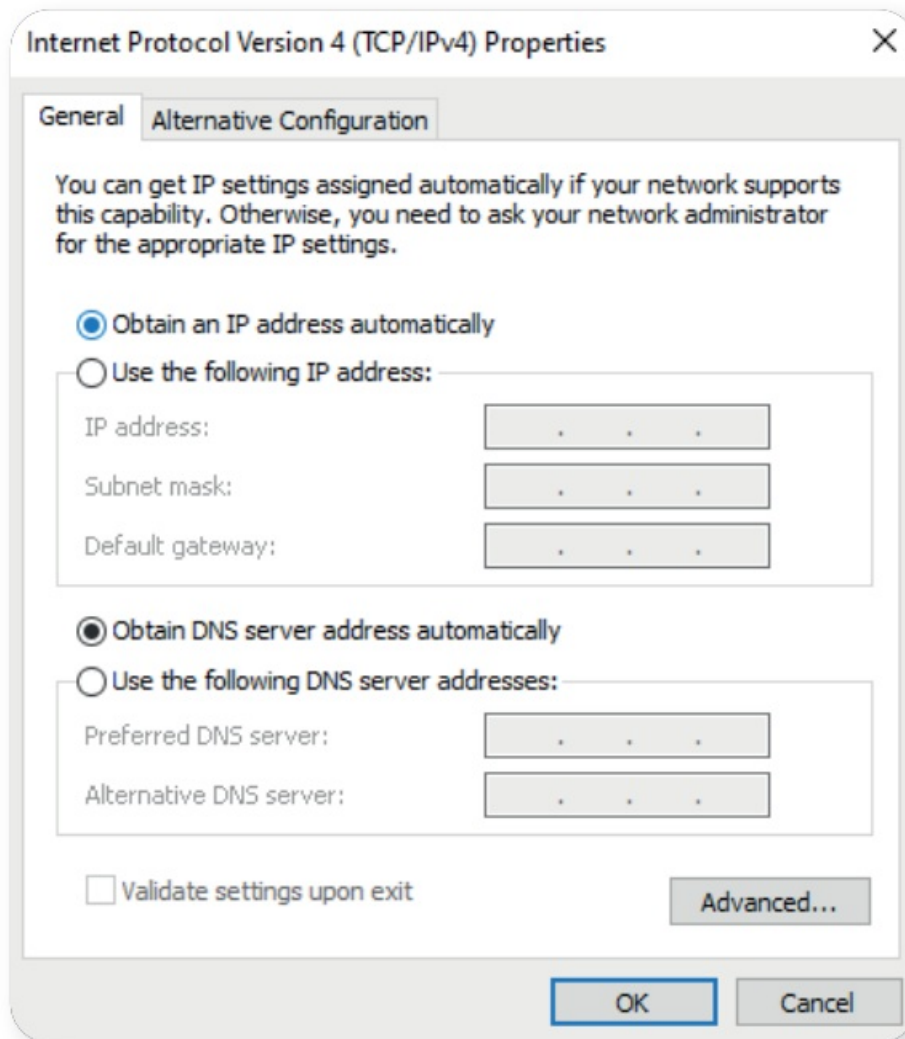 Internet Protocol Version 4 (TCP/IPv4) Properties
General
Alternative Configuration
You can get IP settings assigned automatically if your network supports
this capability. Otherwise, you need to ask your network administrator
for the appropriate IP settings.
Obtain an IP address automatically
Use the following IP address:
IP address:
Subnet mask:
Default gateway:
Obtain DNS server address automatically
Use the following DNS server addresses:
Preferred DNS server:
Alternative DNS server:
Validate settings upon exit
Advanced...
OK
Cancel